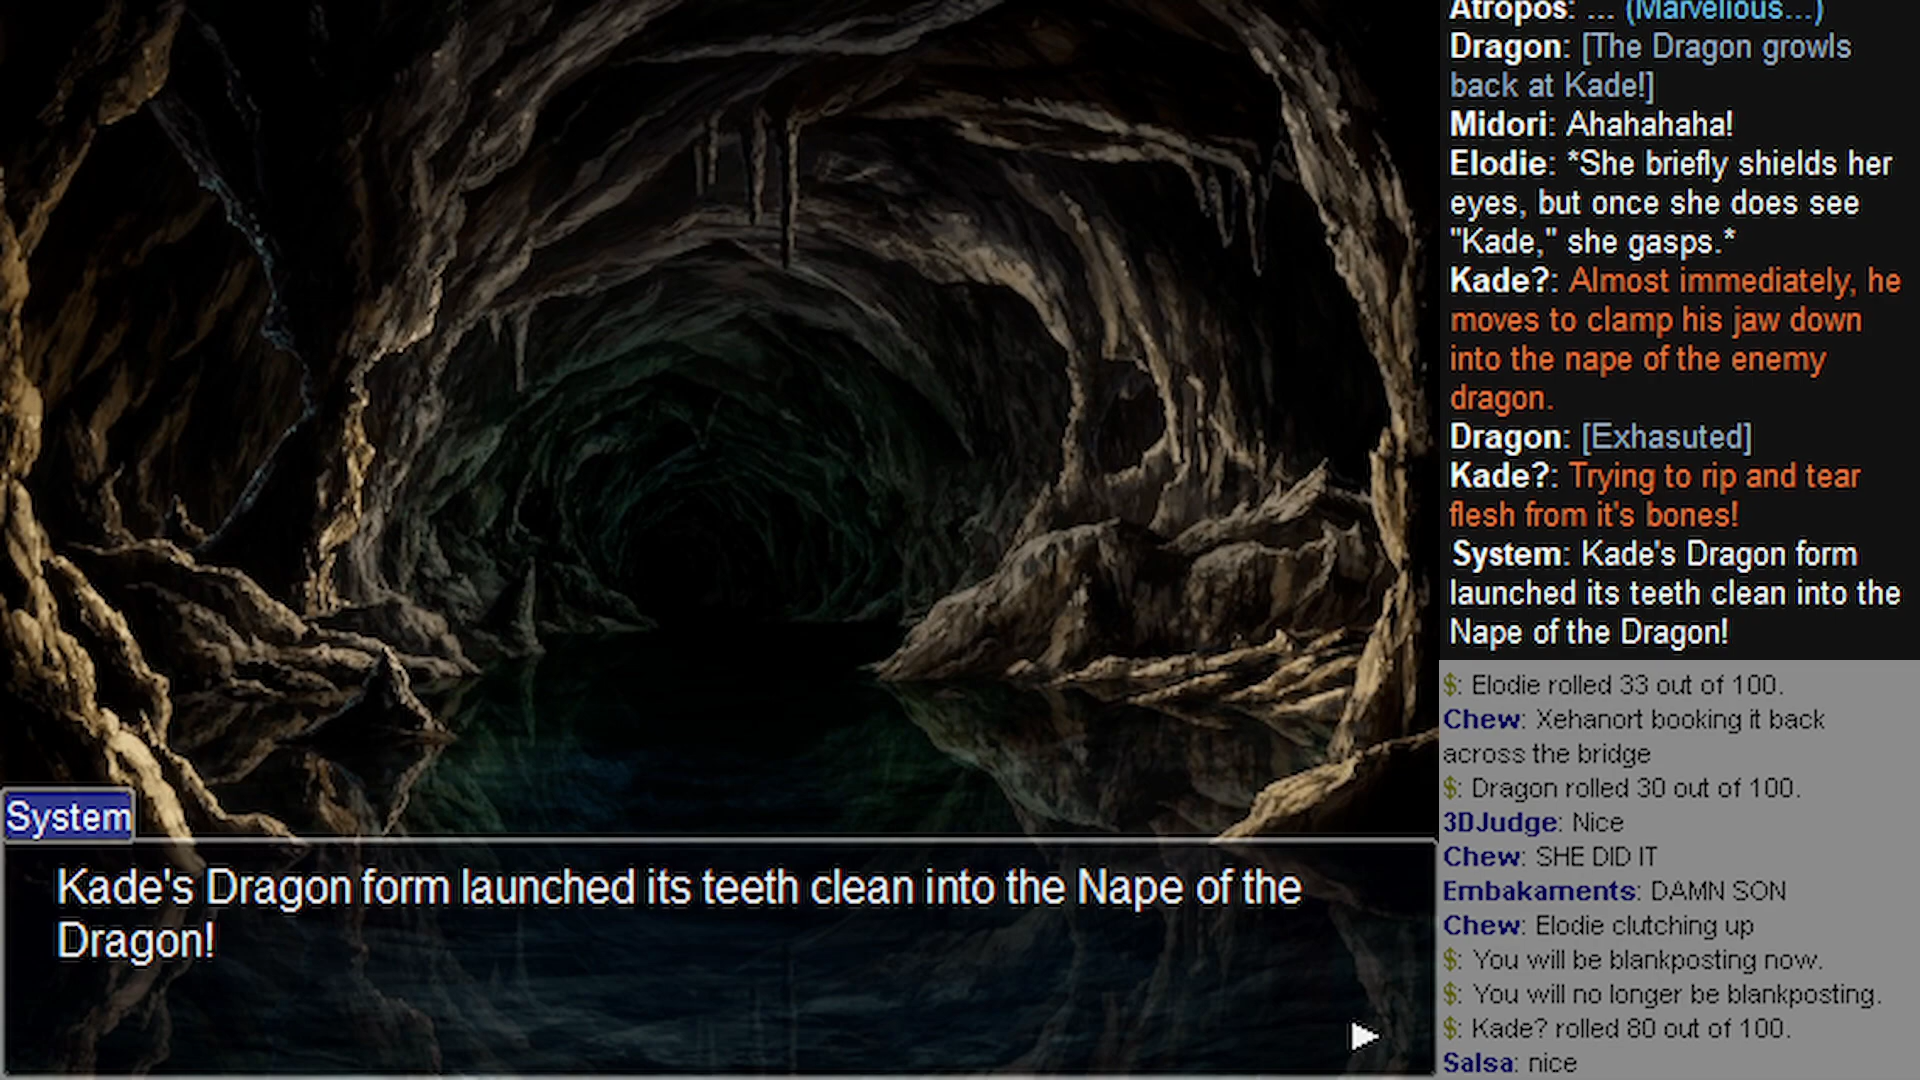 System
Kade's Dragon form launched its teeth clean into the Nape of the
Dragon!
Atropos: ... (Marvellous...)
Dragon: [The Dragon growls
back at Kade!]
Midori: Ahahahaha!
Elodie: *She briefly shields her
eyes, but once she does see
"Kade," she gasps.*
Kade?: Almost immediately, he
moves to clamp his jaw down
into the nape of the enemy
dragon.
Dragon: [Exhasuted]
Kade?: Trying to rip and tear
flesh from it's bones!
System: Kade's Dragon form
launched its teeth clean into the
Nape of the Dragon!
$: Elodie rolled 33 out of 100.
Chew: Xehanort booking it back
across the bridge
$: Dragon rolled 30 out of 100.
3DJudge: Nice
Chew: SHE DID IT
Embakaments: DAMN SON
Chew: Elodie clutching up
$: You will be blankposting now.
$: You will no longer be blankposting.
$: Kade? rolled 80 out of 100.
Salsa: nice